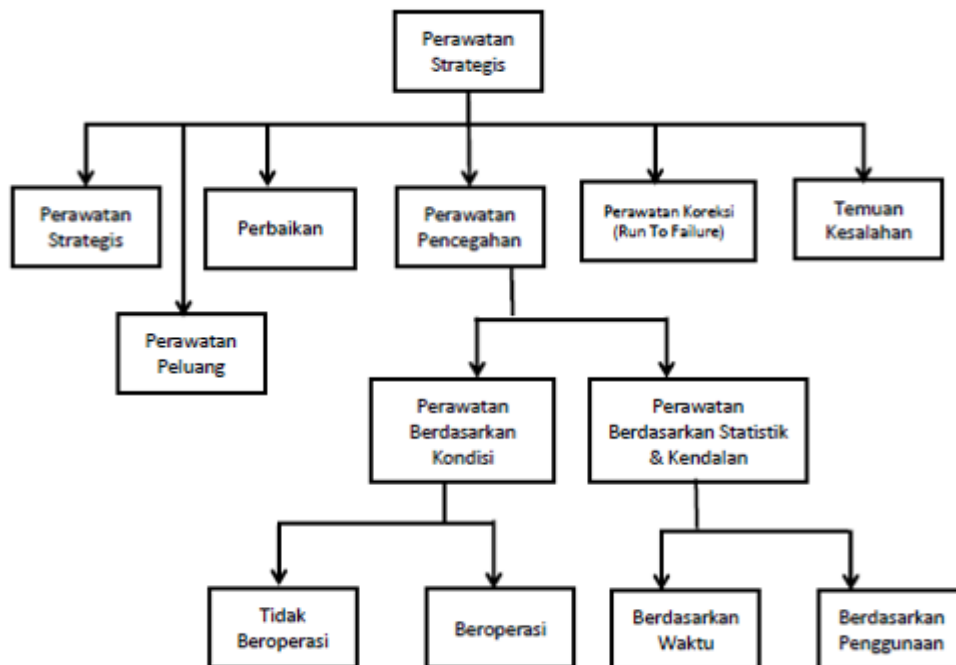 Perawatan
Strategis
Perawatan
Strategis
Perbaikan
Perawatan
Pencegahan
Perawatan Koreksi
(Run To Failure)
Temuan
Kesalahan
Perawatan
Peluang
Perawatan
Berdasarkan
Kondisi
Perawatan
Berdasarkan Statistik
& Kendalan
Tidak
Beroperasi
Beroperasi
Berdasarkan
Waktu
Berdasarkan
Penggunaan